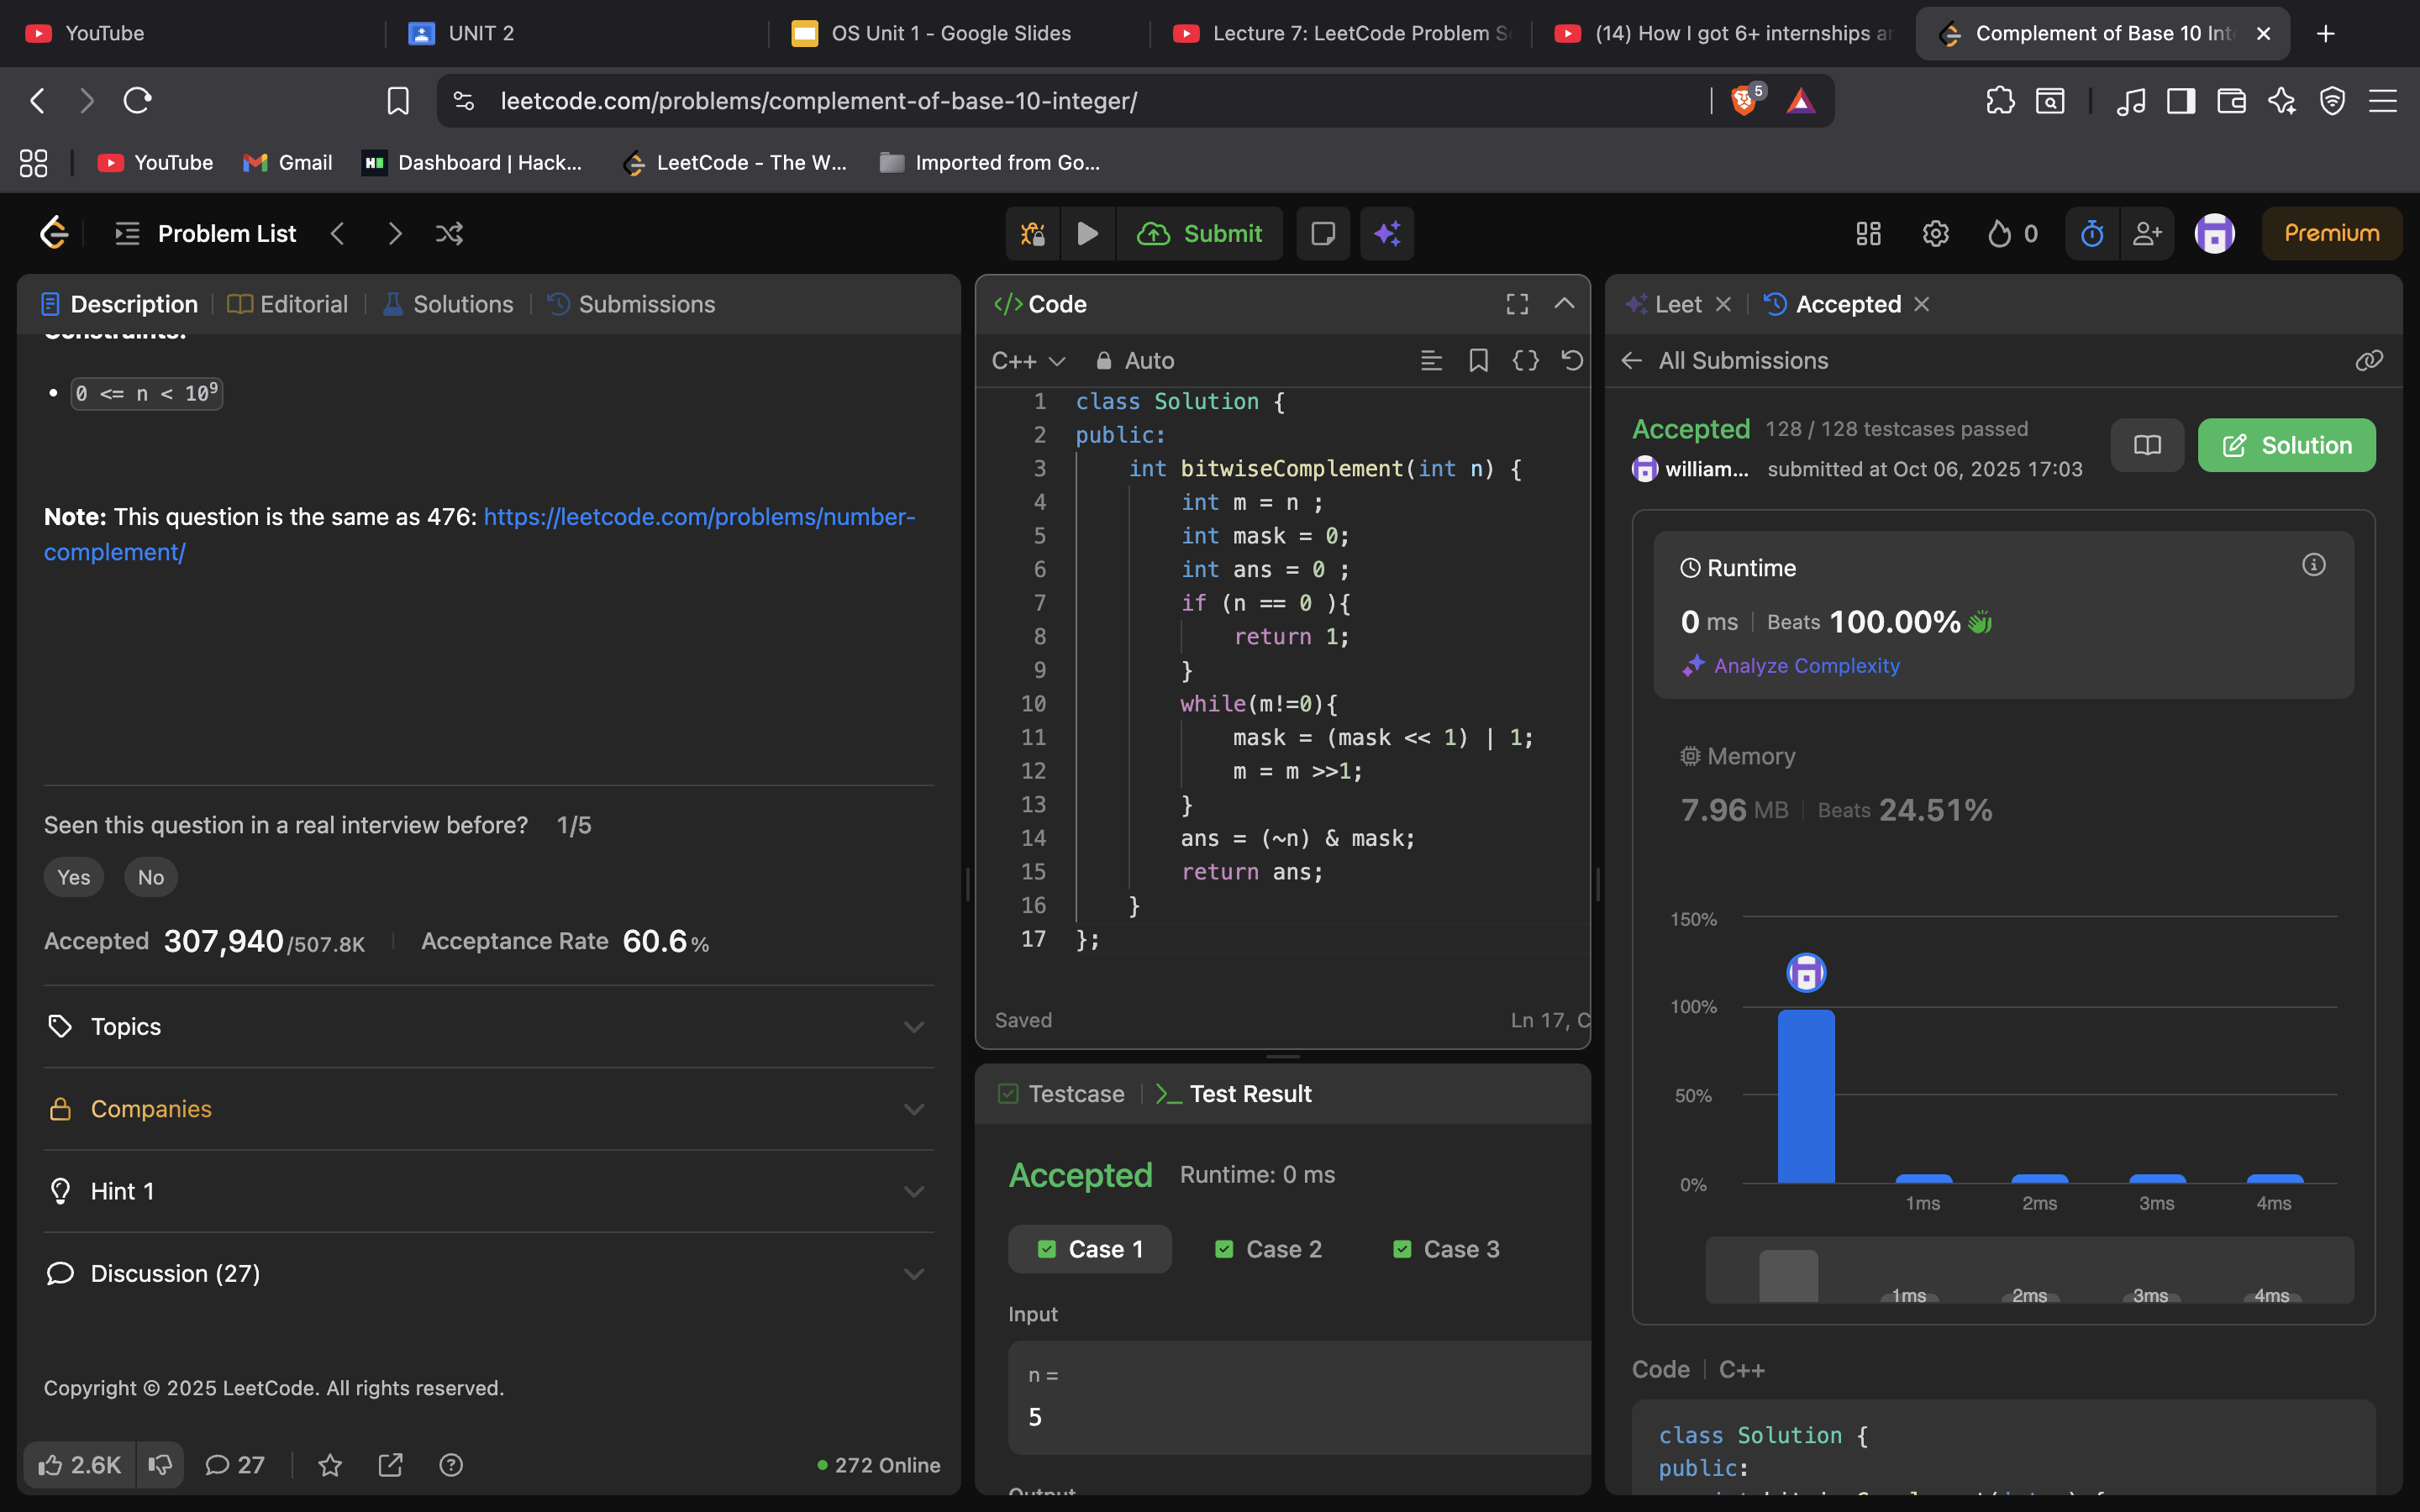 YouTube
UNIT 2
OS Unit 1 - Google Slides
Lecture 7: LeetCode Problem S
(14) How I got 6+ internships ar
Complement of Base 10 Int
leetcode.com/problems/complement-of-base-10-integer/
5
YouTube
Gmail
Dashboard | Hack...
LeetCode - The W...
Imported from Go...
Problem List
Submit
0
Premium
Description
Editorial
Solutions
Submissions
Constraints:
0 <= n < 10⁹
Note: This question is the same as 476: https://leetcode.com/problems/number-
complement/
Seen this question in a real interview before? 1/5
Yes
No
Accepted 307,940/507.8K
Acceptance Rate 60.6%
Topics
Companies
Hint 1
Discussion (27)
Copyright © 2025 LeetCode. All rights reserved.
2.6K
27
272 Online
Code
C++
Auto
1 class Solution {
2 public:
3 int bitwiseComplement(int n) {
4 int m = n ;
5 int mask = 0;
6 int ans = 0 ;
7 if (n == 0 ){
8 return 1;
9 }
10 while(m!=0){
11 mask = (mask << 1) | 1;
12 m = m >>1;
13 }
14 ans = (~n) & mask;
15 return ans;
16 }
17 };
Saved
Ln 17, C
Testcase
Test Result
Accepted
Runtime: 0 ms
Case 1
Case 2
Case 3
Input
n =
5
Output
Leet
Accepted
All Submissions
Accepted 128 / 128 testcases passed
william... submitted at Oct 06, 2025 17:03
Solution
Runtime
0 ms | Beats 100.00%
Analyze Complexity
Memory
7.96 MB | Beats 24.51%
150%
100%
50%
0%
1ms 2ms 3ms 4ms
1ms 2ms 3ms 4ms
Code | C++
class Solution {
public: